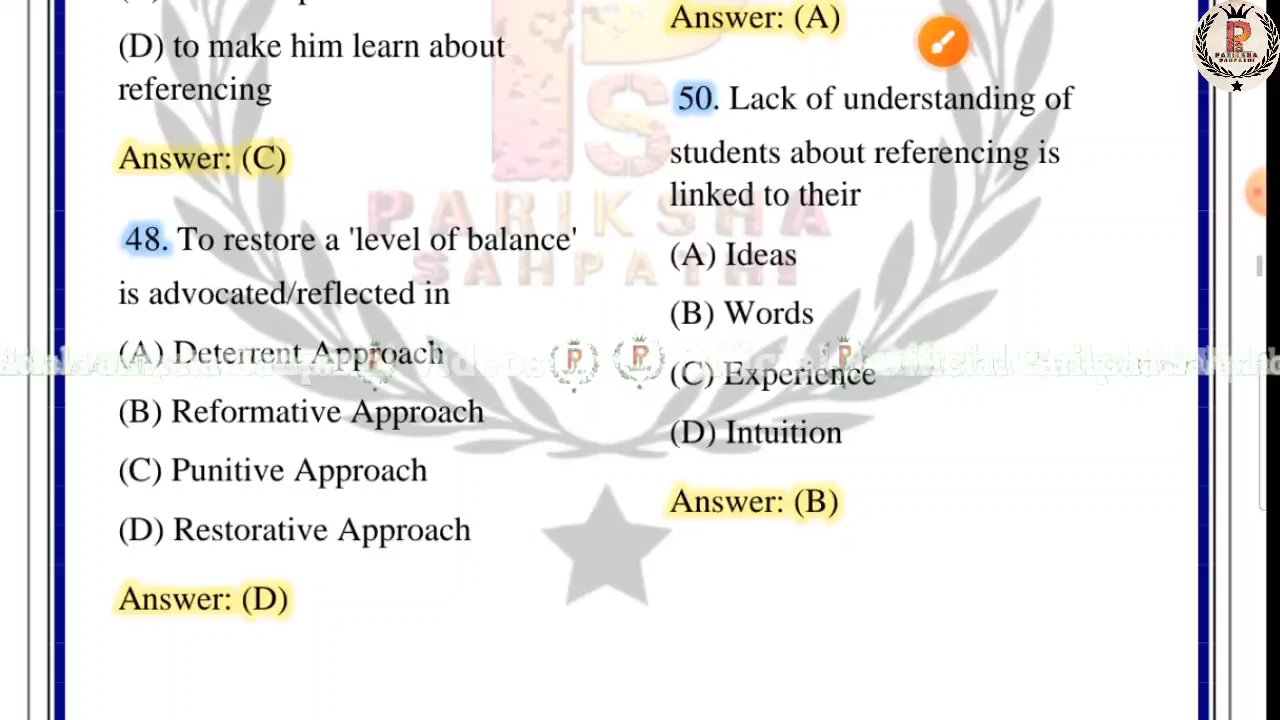 (D) to make him learn about
referencing
Answer: (C)
48. To restore a 'level of balance'
is advocated/reflected in
(A) Deterrent Approach
(B) Reformative Approach
(C) Punitive Approach
(D) Restorative Approach
Answer: (D)
Answer: (A)
50. Lack of understanding of
students about referencing is
linked to their
(A) Ideas
(B) Words
(C) Experience
(D) Intuition
Answer: (B)
PARIKSHA
SAHPATHI
PARIKSHA
SAHPATHI